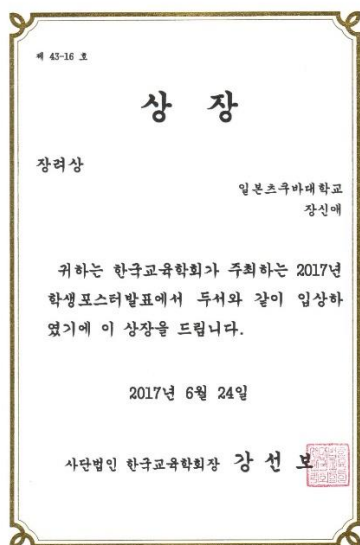 제 43-16 호
상 장
장려상
일본츠쿠바대학교
장신애
귀하는 한국교육학회가 주최하는 2017년
학생포스터발표에서 두서와 같이 입상하
였기에 이 상장을 드립니다.
2017년 6월 24일
사단법인 한국교육학회장 강 선 보